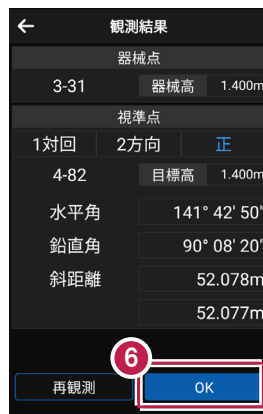 ← 観測結果
器械点
3-31 器械高 1.400m
視準点
1対回 2方向 正
4-82 目標高 1.400m
水平角 141° 42' 50"
鉛直角 90° 08' 20"
斜距離 52.078m
52.077m
6
再観測 OK